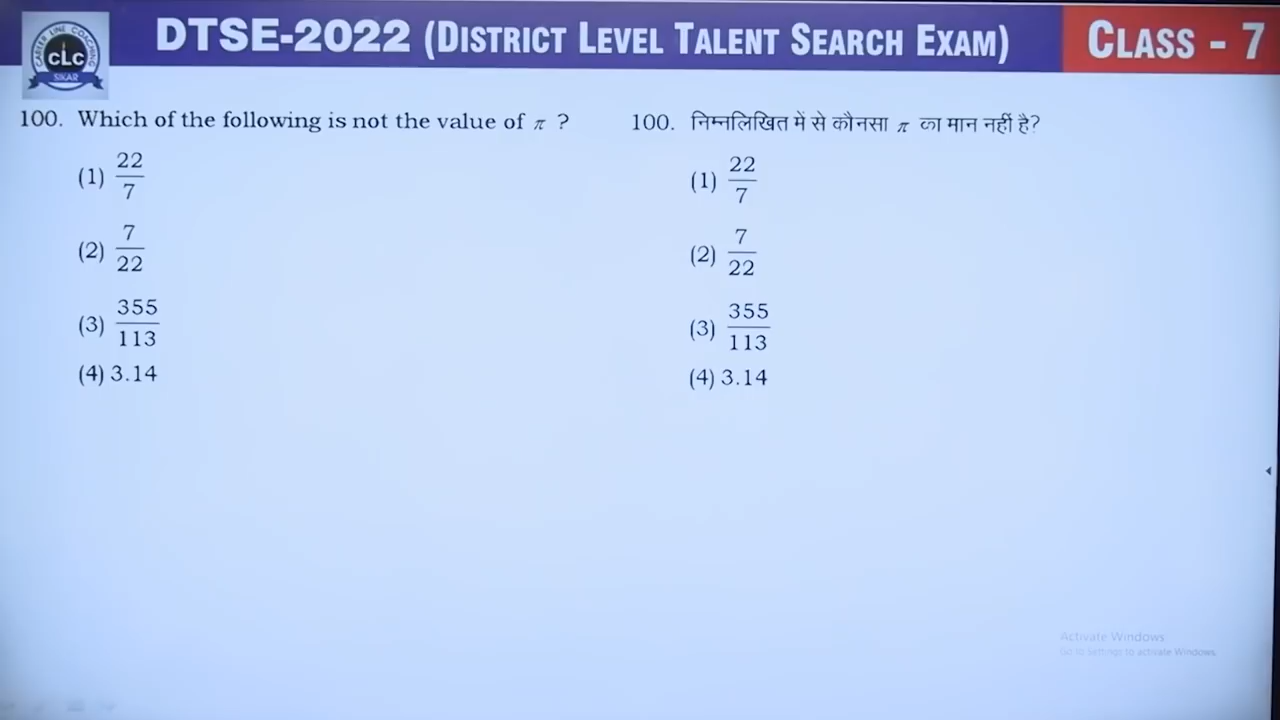 CAREER LINE COACHING
CLC
SIKAR
DTSE-2022 (DISTRICT LEVEL TALENT SEARCH EXAM)
CLASS - 7
100. Which of the following is not the value of π ?
(1) 22/7
(2) 7/22
(3) 355/113
(4) 3.14
100. निम्नलिखित में से कौनसा π का मान नहीं है?
(1) 22/7
(2) 7/22
(3) 355/113
(4) 3.14
Activate Windows
Go to Settings to activate Windows.